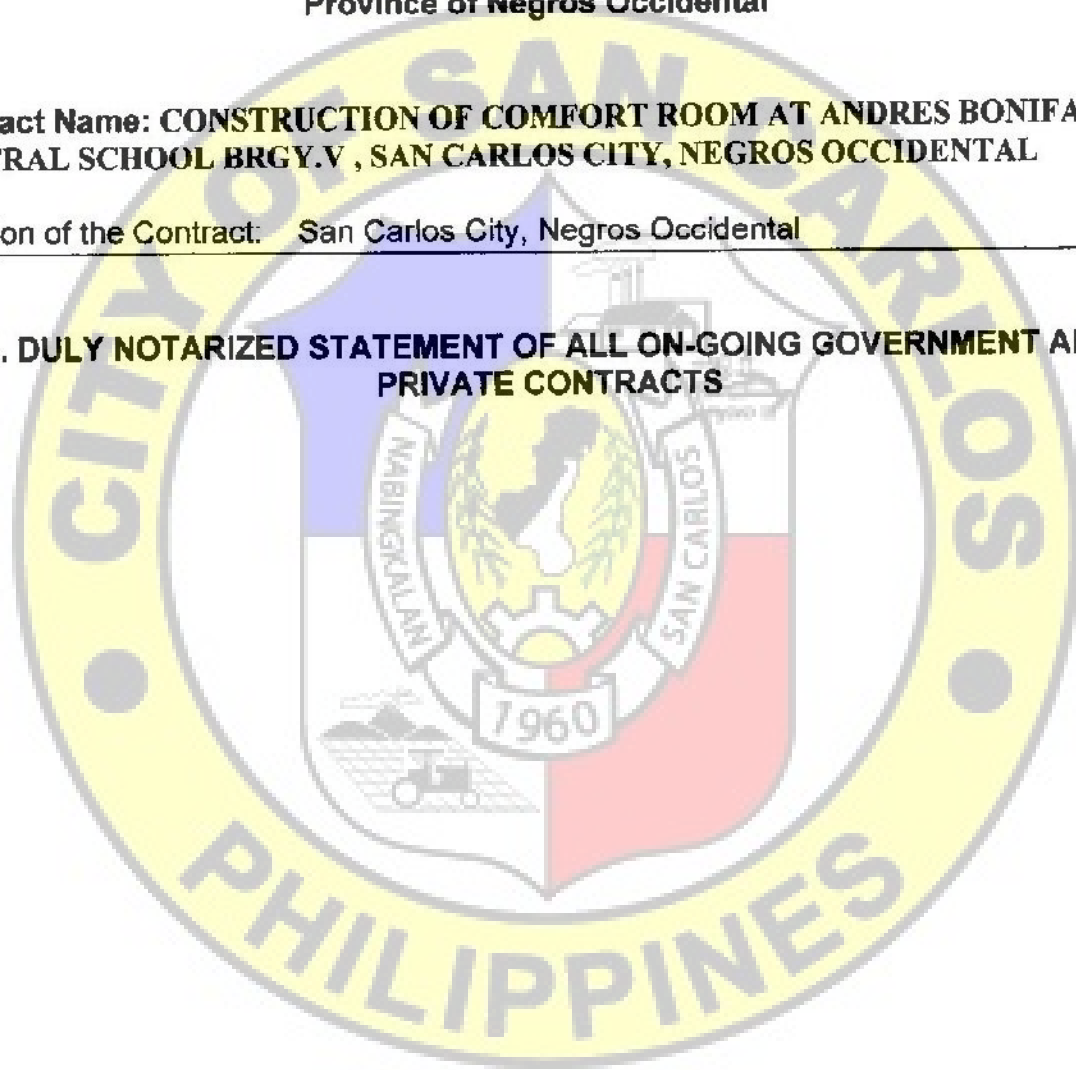 Province of Negros Occidental
act Name: CONSTRUCTION OF COMFORT ROOM AT ANDRES BONIFA
TRAL SCHOOL BRGY.V , SAN CARLOS CITY, NEGROS OCCIDENTAL
on of the Contract: San Carlos City, Negros Occidental
. DULY NOTARIZED STATEMENT OF ALL ON-GOING GOVERNMENT A
PRIVATE CONTRACTS
CITY OF SAN CARLOS
NABINGKALAN
SAN CARLOS
1960
PHILIPPINES